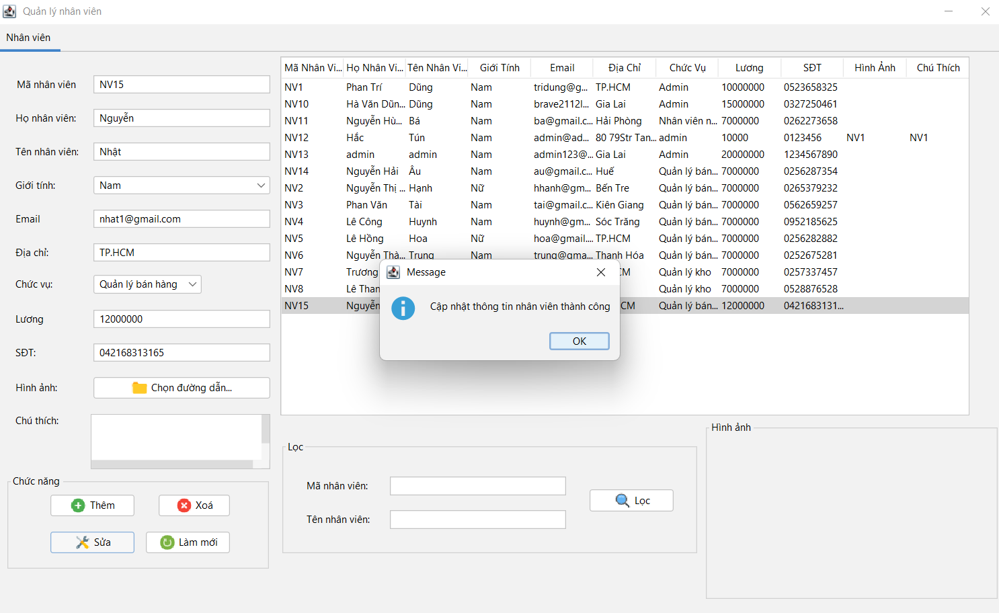 Quản lý nhân viên
Nhân viên
Mã nhân viên NV15
Họ nhân viên: Nguyễn
Tên nhân viên: Nhật
Giới tính: Nam
Email nhat1@gmail.com
Địa chỉ: TP.HCM
Chức vụ: Quản lý bán hàng
Lương 12000000
SĐT: 042168313165
Hình ảnh: Chọn đường dẫn...
Chú thích:
Chức năng
Thêm Xoá
Sửa Làm mới
Mã Nhân Vi... Họ Nhân Vi... Tên Nhân Vi... Giới Tính Email Địa Chỉ Chức Vụ Lương SĐT Hình Ảnh Chú Thích
NV1 Phan Trí Dũng Nam tridung@g... TP.HCM Admin 10000000 0523658325
NV10 Hà Văn Dũn... Dũng Nam brave2112l... Gia Lai Admin 15000000 0327250461
NV11 Nguyễn Hù... Bá Nam ba@gmail.c... Hải Phòng Nhân viên n... 7000000 0262273658
NV12 Hắc Tún Nam admin@ad... 80 79Str Tan... admin 10000 0123456 NV1 NV1
NV13 admin admin Nam admin123@... Gia Lai Admin 20000000 1234567890
NV14 Nguyễn Hải Âu Nam au@gmail.c... Huế Quản lý bán... 7000000 0256287354
NV2 Nguyễn Thị ... Hạnh Nữ hhanh@gm... Bến Tre Quản lý bán... 7000000 0265379232
NV3 Phan Văn Tài Nam tai@gmail.c... Kiên Giang Quản lý bán... 7000000 0562659257
NV4 Lê Công Huynh Nam huynh@gm... Sóc Trăng Quản lý bán... 7000000 0952185625
NV5 Lê Hồng Hoa Nữ hoa@gmail.... TP.HCM Quản lý bán... 7000000 0256282882
NV6 Nguyễn Thà... Trung Nam trung@gma... Thanh Hóa Quản lý bán... 7000000 0252675281
NV7 Trương CM Quản lý kho 7000000 0257337457
NV8 Lê Than Quản lý kho 7000000 0528876528
NV15 Nguyễn CM Quản lý bán... 12000000 0421683131...
Message
Cập nhật thông tin nhân viên thành công
OK
Lọc
Mã nhân viên:
Tên nhân viên:
Lọc
Hình ảnh